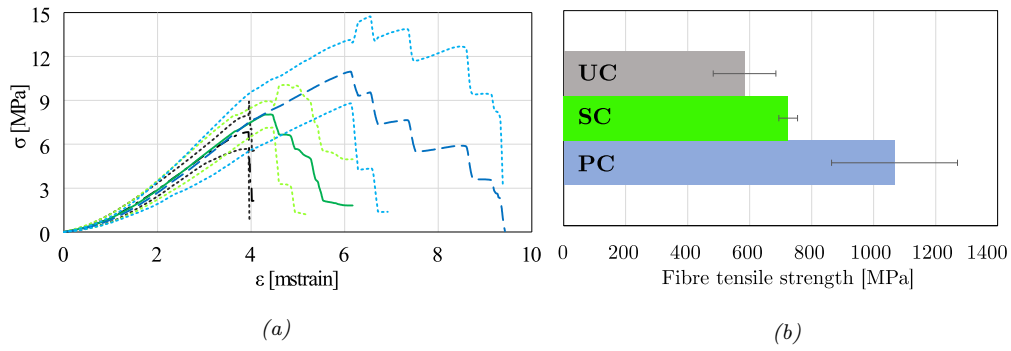 15
12
9
6
3
0
σ [MPa]
0 2 4 6 8 10
ε [mstrain]
(a)
UC
SC
PC
0 200 400 600 800 1000 1200 1400
Fibre tensile strength [MPa]
(b)